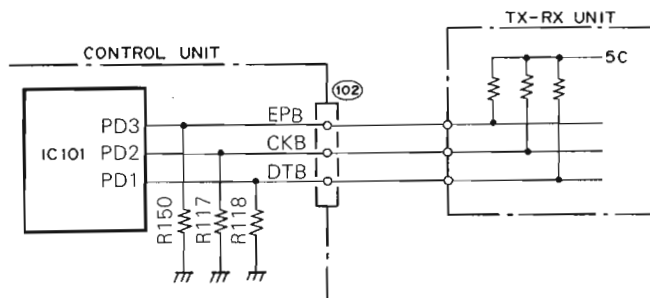 TX-RX UNIT
CONTROL UNIT
5C
102
PD3
EPB
IC101
PD2
CKB
PD1
DTB
R150
R117
R118